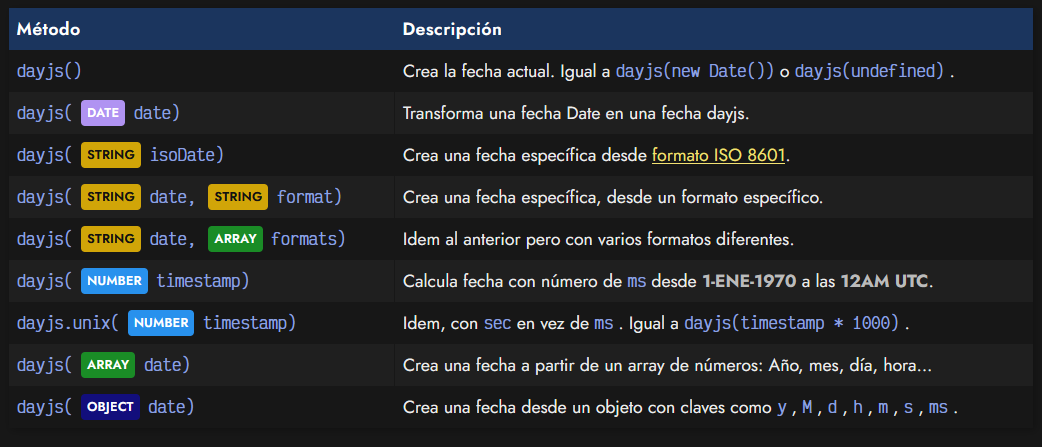 Método Descripción
dayjs() Crea la fecha actual. Igual a dayjs(new Date()) o dayjs(undefined) .
dayjs( DATE date) Transforma una fecha Date en una fecha dayjs.
dayjs( STRING isoDate) Crea una fecha específica desde formato ISO 8601.
dayjs( STRING date, STRING format) Crea una fecha específica, desde un formato específico.
dayjs( STRING date, ARRAY formats) Idem al anterior pero con varios formatos diferentes.
dayjs( NUMBER timestamp) Calcula fecha con número de ms desde 1-ENE-1970 a las 12AM UTC.
dayjs.unix( NUMBER timestamp) Idem, con sec en vez de ms . Igual a dayjs(timestamp * 1000) .
dayjs( ARRAY date) Crea una fecha a partir de un array de números: Año, mes, día, hora...
dayjs( OBJECT date) Crea una fecha desde un objeto con claves como y , M , d , h , m , s , ms .